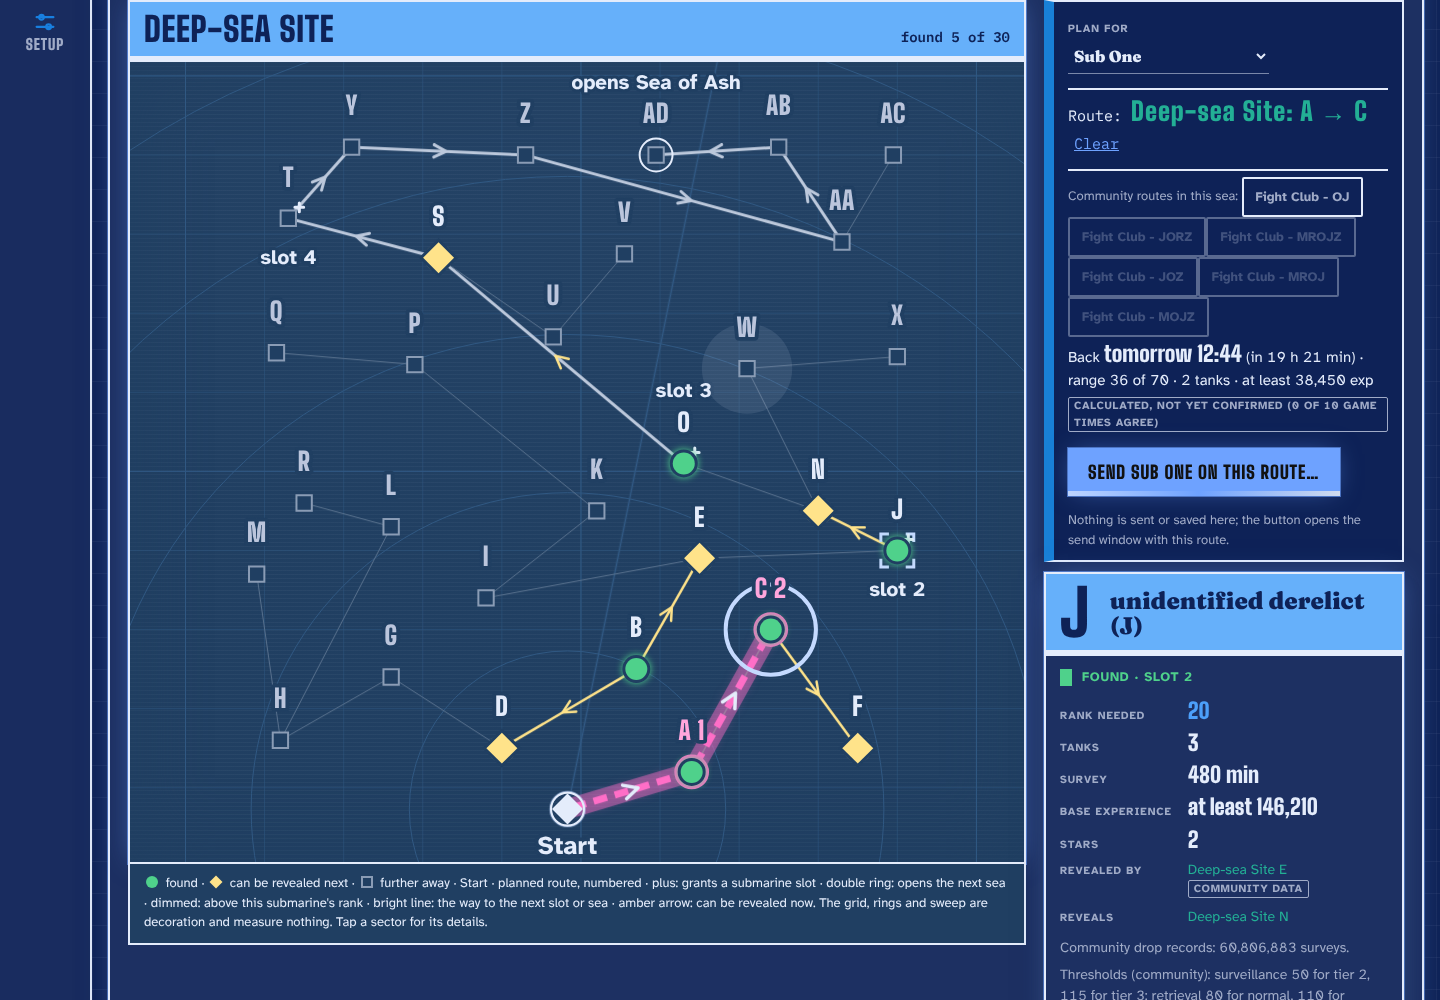 SETUP
DEEP-SEA SITE
found 5 of 30
opens Sea of Ash
Y
Z
AD
AB
AC
T
S
V
AA
slot 4
Q
P
U
W
X
slot 3
O
R
L
K
N
J
M
I
E
slot 2
C 2
G
B
H
D
A 1
F
Start
found · can be revealed next · further away · Start · planned route, numbered · plus: grants a submarine slot · double ring: opens the next sea
· dimmed: above this submarine's rank · bright line: the way to the next slot or sea · amber arrow: can be revealed now. The grid, rings and sweep are
decoration and measure nothing. Tap a sector for its details.
PLAN FOR
Sub One
Route: Deep-sea Site: A → C
Clear
Community routes in this sea: Fight Club - OJ
Fight Club - JORZ
Fight Club - MROJZ
Fight Club - JOZ
Fight Club - MROJ
Fight Club - MOJZ
Back tomorrow 12:44 (in 19 h 21 min) ·
range 36 of 70 · 2 tanks · at least 38,450 exp
CALCULATED, NOT YET CONFIRMED (0 OF 10 GAME
TIMES AGREE)
SEND SUB ONE ON THIS ROUTE…
Nothing is sent or saved here; the button opens the
send window with this route.
J
unidentified derelict
(J)
FOUND · SLOT 2
RANK NEEDED 20
TANKS 3
SURVEY 480 min
BASE EXPERIENCE at least 146,210
STARS 2
REVEALED BY Deep-sea Site E
COMMUNITY DATA
REVEALS Deep-sea Site N
Community drop records: 60,806,883 surveys.
Thresholds (community): surveillance 50 for tier 2,
115 for tier 3; retrieval 80 for normal, 110 for